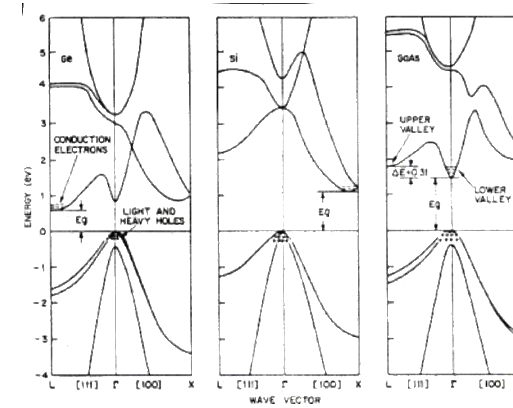 6
5
4
3
2
1
0
-1
-2
-3
-4
ENERGY (eV)
Ge
CONDUCTION
ELECTRONS
Eg
LIGHT AND
HEAVY HOLES
L [111] Γ [100] X
Si
Eg
L [111] Γ [100] X
GaAs
UPPER
VALLEY
ΔE=0.31
LOWER
VALLEY
Eg
L [111] Γ [100] X
WAVE VECTOR